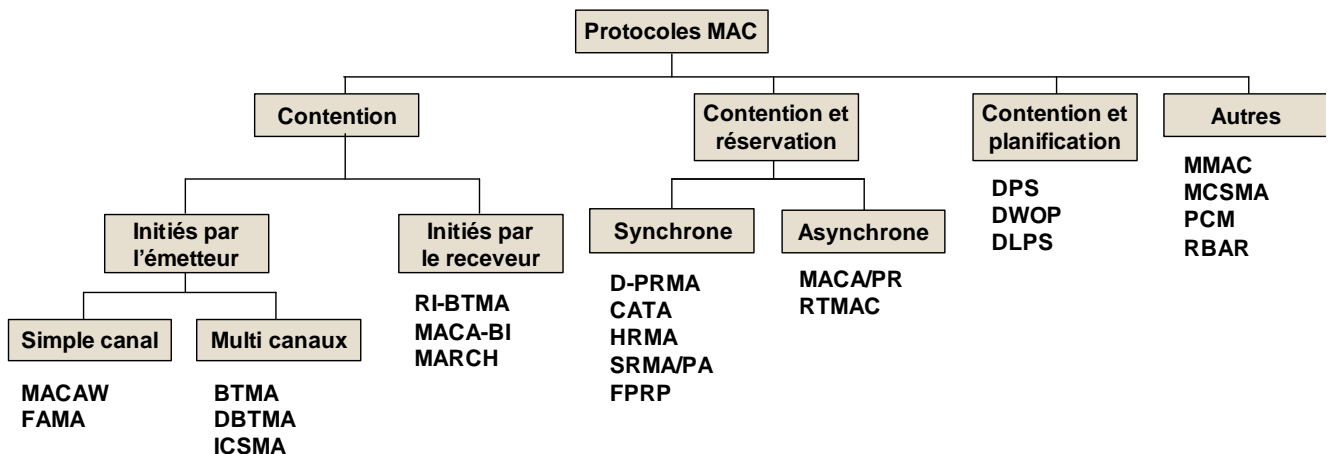 Protocoles MAC
Contention
Contention et
réservation
Contention et
planification
Autres
Initiés par
l'émetteur
Initiés par
le receveur
Synchrone
Asynchrone
DPS
DWOP
DLPS
MMAC
MCSMA
PCM
RBAR
Simple canal
Multi canaux
RI-BTMA
MACA-BI
MARCH
D-PRMA
CATA
HRMA
SRMA/PA
FPRP
MACA/PR
RTMAC
MACAW
FAMA
BTMA
DBTMA
ICSMA